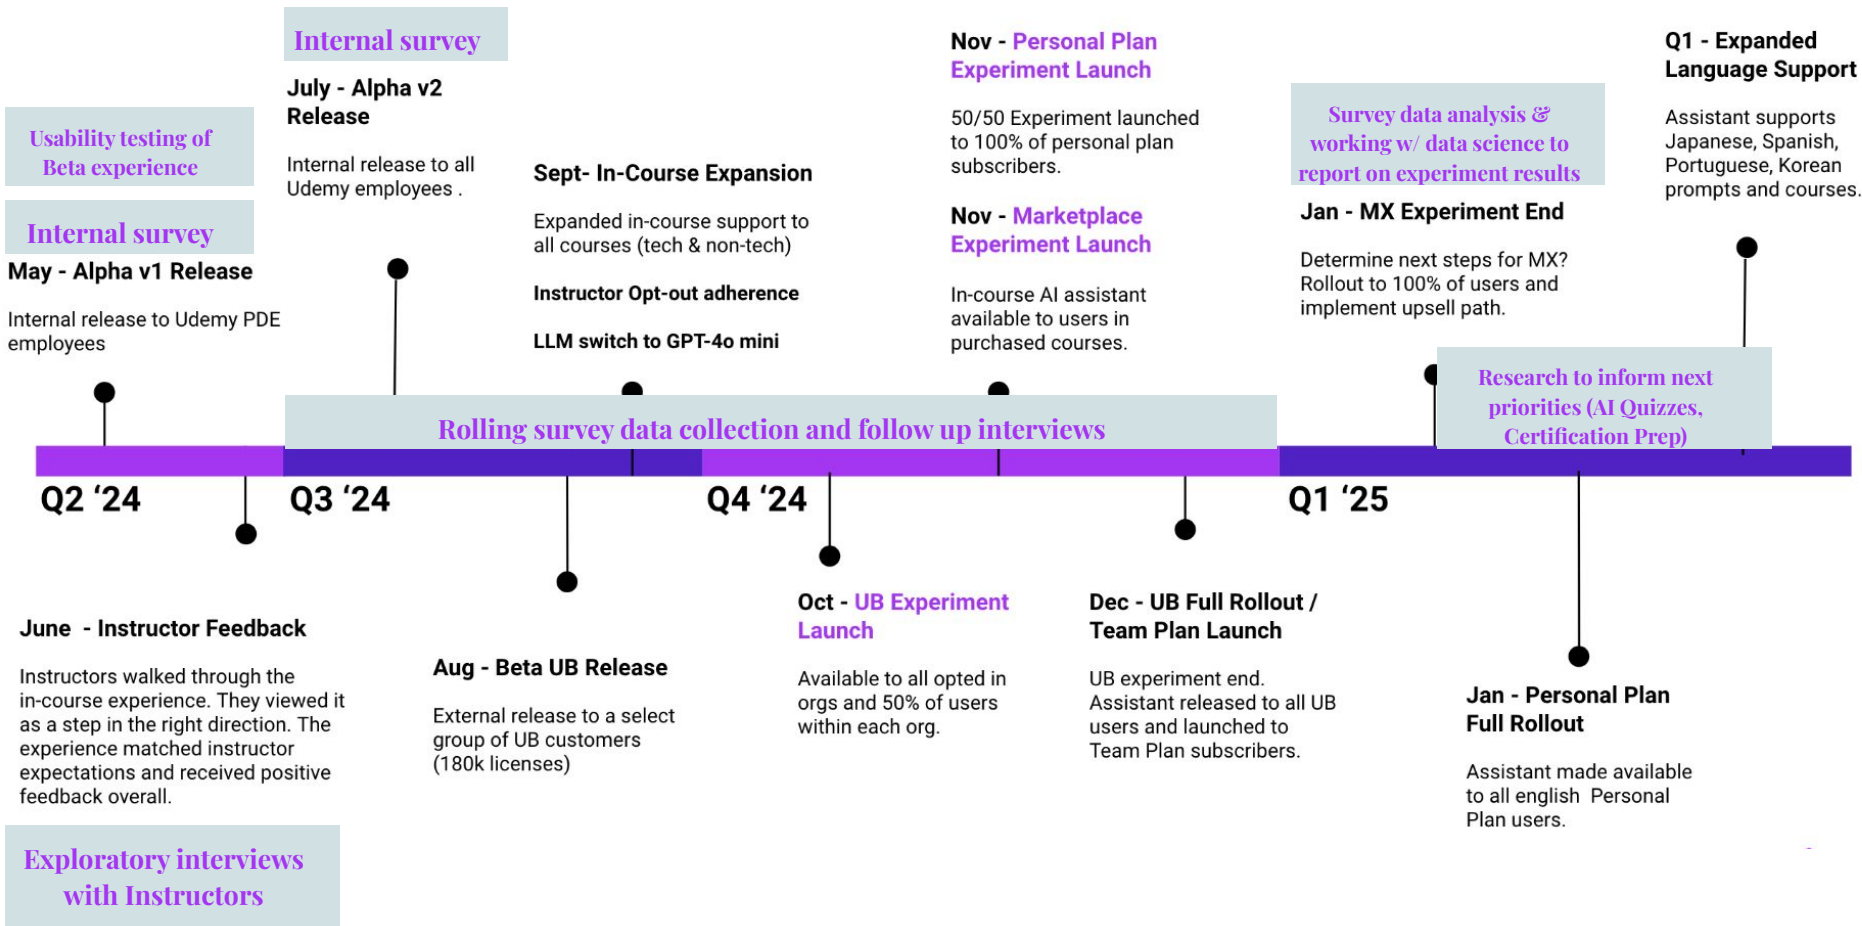 Internal survey
July - Alpha v2
Release
Internal release to all
Udemy employees .
Usability testing of
Beta experience
Internal survey
May - Alpha v1 Release
Internal release to Udemy PDE
employees
Sept- In-Course Expansion
Expanded in-course support to
all courses (tech & non-tech)
Instructor Opt-out adherence
LLM switch to GPT-4o mini
Nov - Personal Plan
Experiment Launch
50/50 Experiment launched
to 100% of personal plan
subscribers.
Nov - Marketplace
Experiment Launch
In-course AI assistant
available to users in
purchased courses.
Survey data analysis &
working w/ data science to
report on experiment results
Jan - MX Experiment End
Determine next steps for MX?
Rollout to 100% of users and
implement upsell path.
Q1 - Expanded
Language Support
Assistant supports
Japanese, Spanish,
Portuguese, Korean
prompts and courses.
Research to inform next
priorities (AI Quizzes,
Certification Prep)
Rolling survey data collection and follow up interviews
Q2 ‘24
Q3 ‘24
Q4 ‘24
Q1 ‘25
June  - Instructor Feedback
Instructors walked through the
in-course experience. They viewed it
as a step in the right direction. The
experience matched instructor
expectations and received positive
feedback overall.
Exploratory interviews
with Instructors
Aug - Beta UB Release
External release to a select
group of UB customers
(180k licenses)
Oct - UB Experiment
Launch
Available to all opted in
orgs and 50% of users
within each org.
Dec - UB Full Rollout /
Team Plan Launch
UB experiment end.
Assistant released to all UB
users and launched to
Team Plan subscribers.
Jan - Personal Plan
Full Rollout
Assistant made available
to all english  Personal
Plan users.